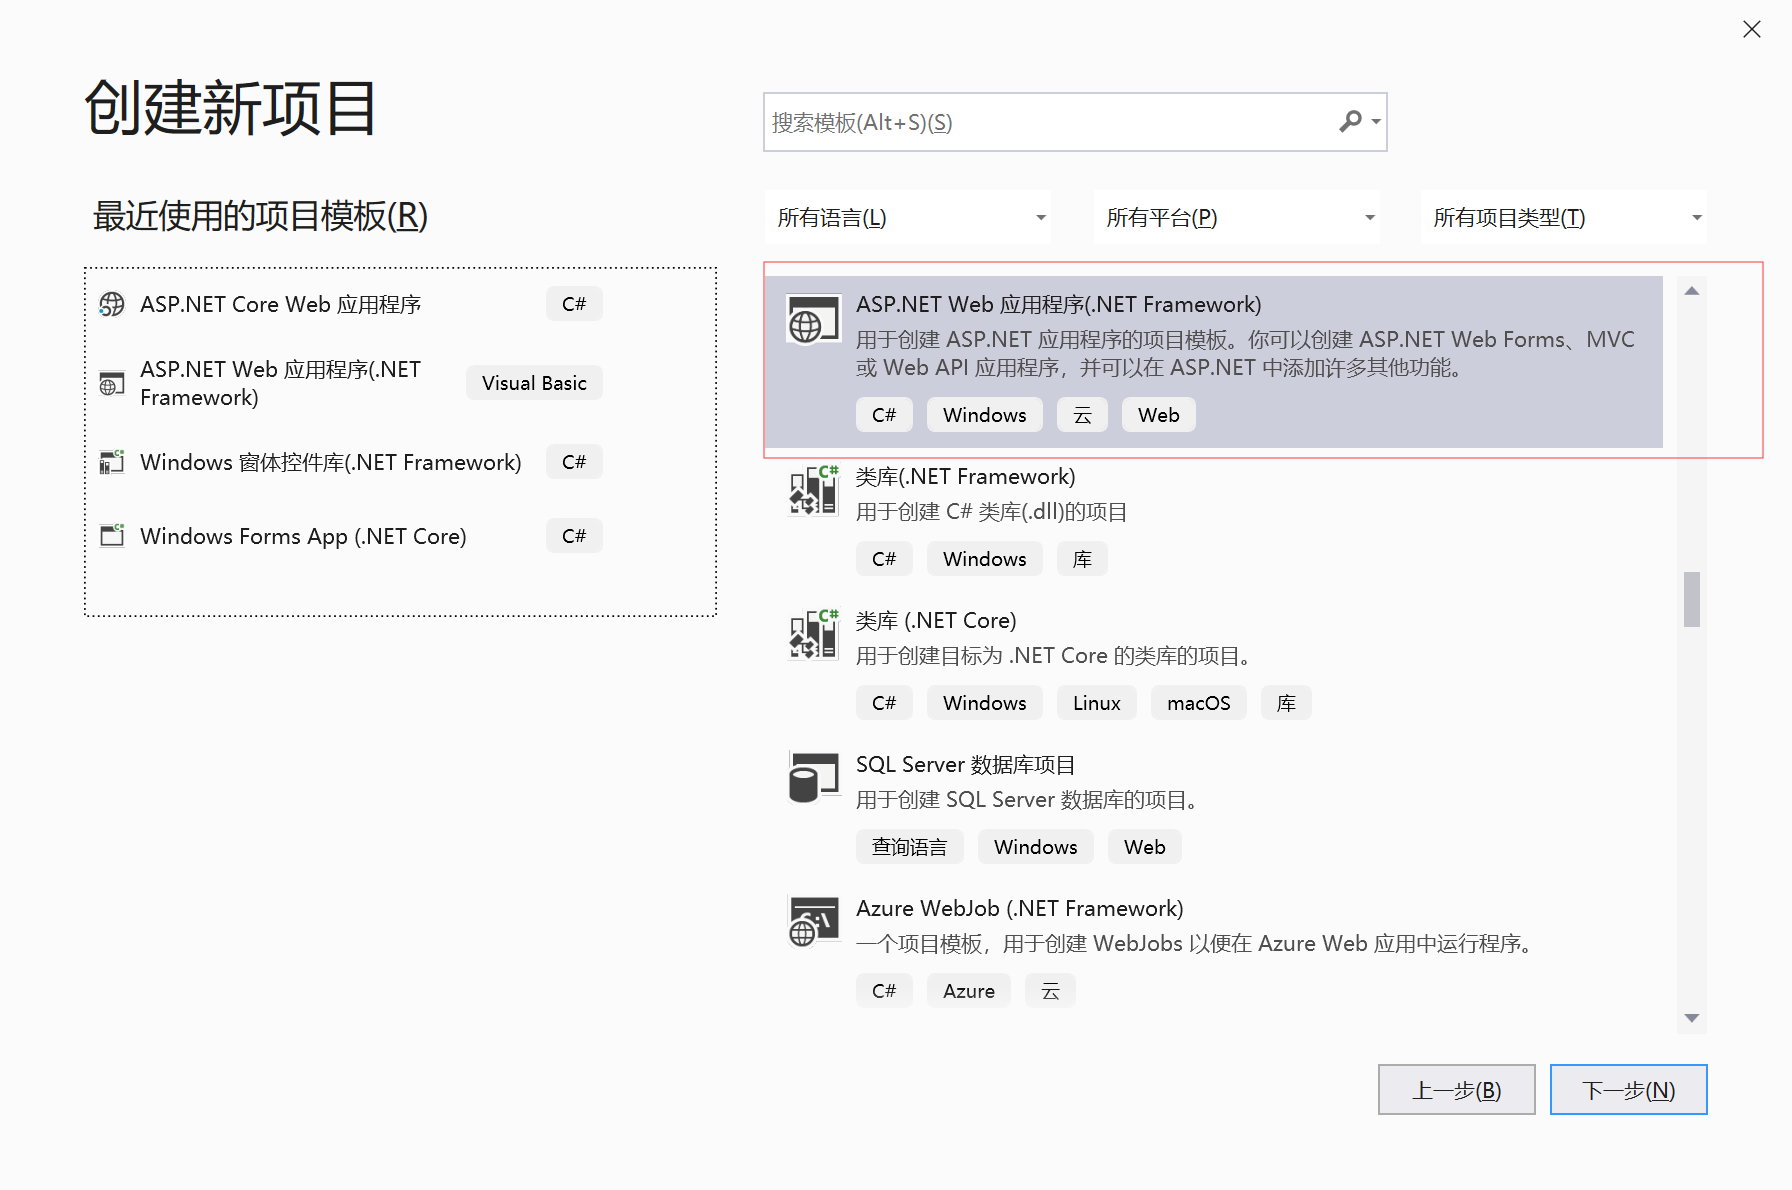 创建新项目
搜索模板(Alt+S)(S)
最近使用的项目模板(R)
所有语言(L)
所有平台(P)
所有项目类型(T)
ASP.NET Core Web 应用程序
C#
ASP.NET Web 应用程序(.NET
Framework)
Visual Basic
Windows 窗体控件库(.NET Framework)
C#
Windows Forms App (.NET Core)
C#
ASP.NET Web 应用程序(.NET Framework)
用于创建 ASP.NET 应用程序的项目模板。你可以创建 ASP.NET Web Forms、MVC
或 Web API 应用程序，并可以在 ASP.NET 中添加许多其他功能。
C# Windows 云 Web
C#
类库(.NET Framework)
用于创建 C# 类库(.dll)的项目
C# Windows 库
C#
类库 (.NET Core)
用于创建目标为 .NET Core 的类库的项目。
C# Windows Linux macOS 库
SQL Server 数据库项目
用于创建 SQL Server 数据库的项目。
查询语言 Windows Web
Azure WebJob (.NET Framework)
一个项目模板，用于创建 WebJobs 以便在 Azure Web 应用中运行程序。
C# Azure 云
上一步(B)
下一步(N)